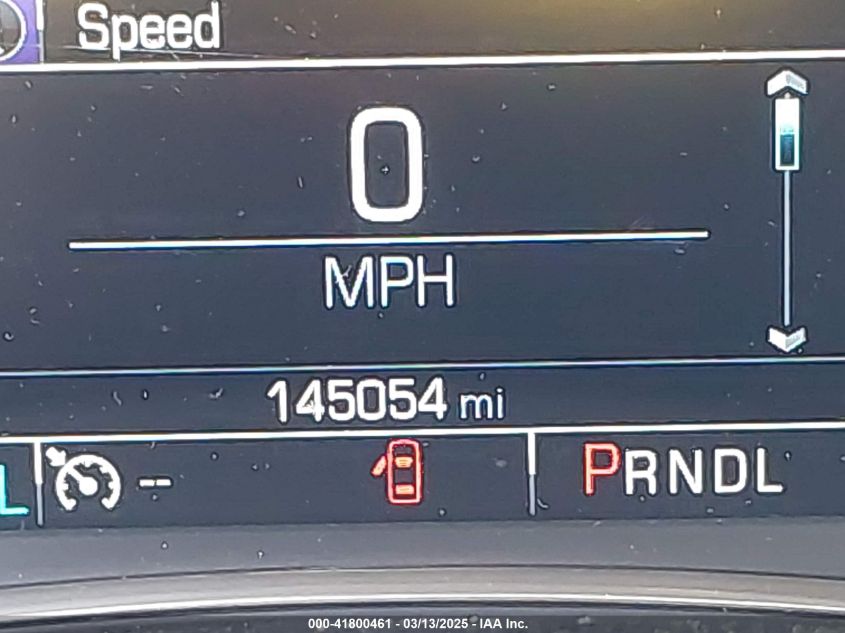 Speed
0
MPH
145054 mi
L -- PRNDL
000-41800461 - 03/13/2025 - IAA Inc.